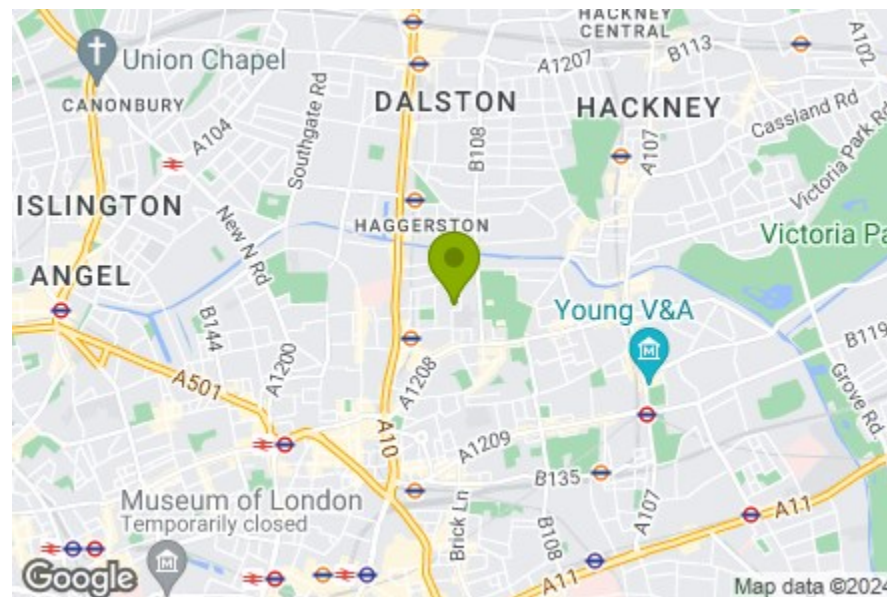 HACKNEY
CENTRAL
B113
A102
Union Chapel
A1207
CANONBURY
A104
Southgate Rd
DALSTON
B108
HACKNEY
A107
Cassland Rd
Victoria Park Rd
ISLINGTON
New N Rd
HAGGERSTON
Victoria Pa
ANGEL
B144
A1200
Young V&A
B119
A501
A1208
Grove Rd.
A10
A1209
B135
Museum of London
Temporarily closed
Brick Ln
B108
A107
A11
A11
Google
Map data ©2024